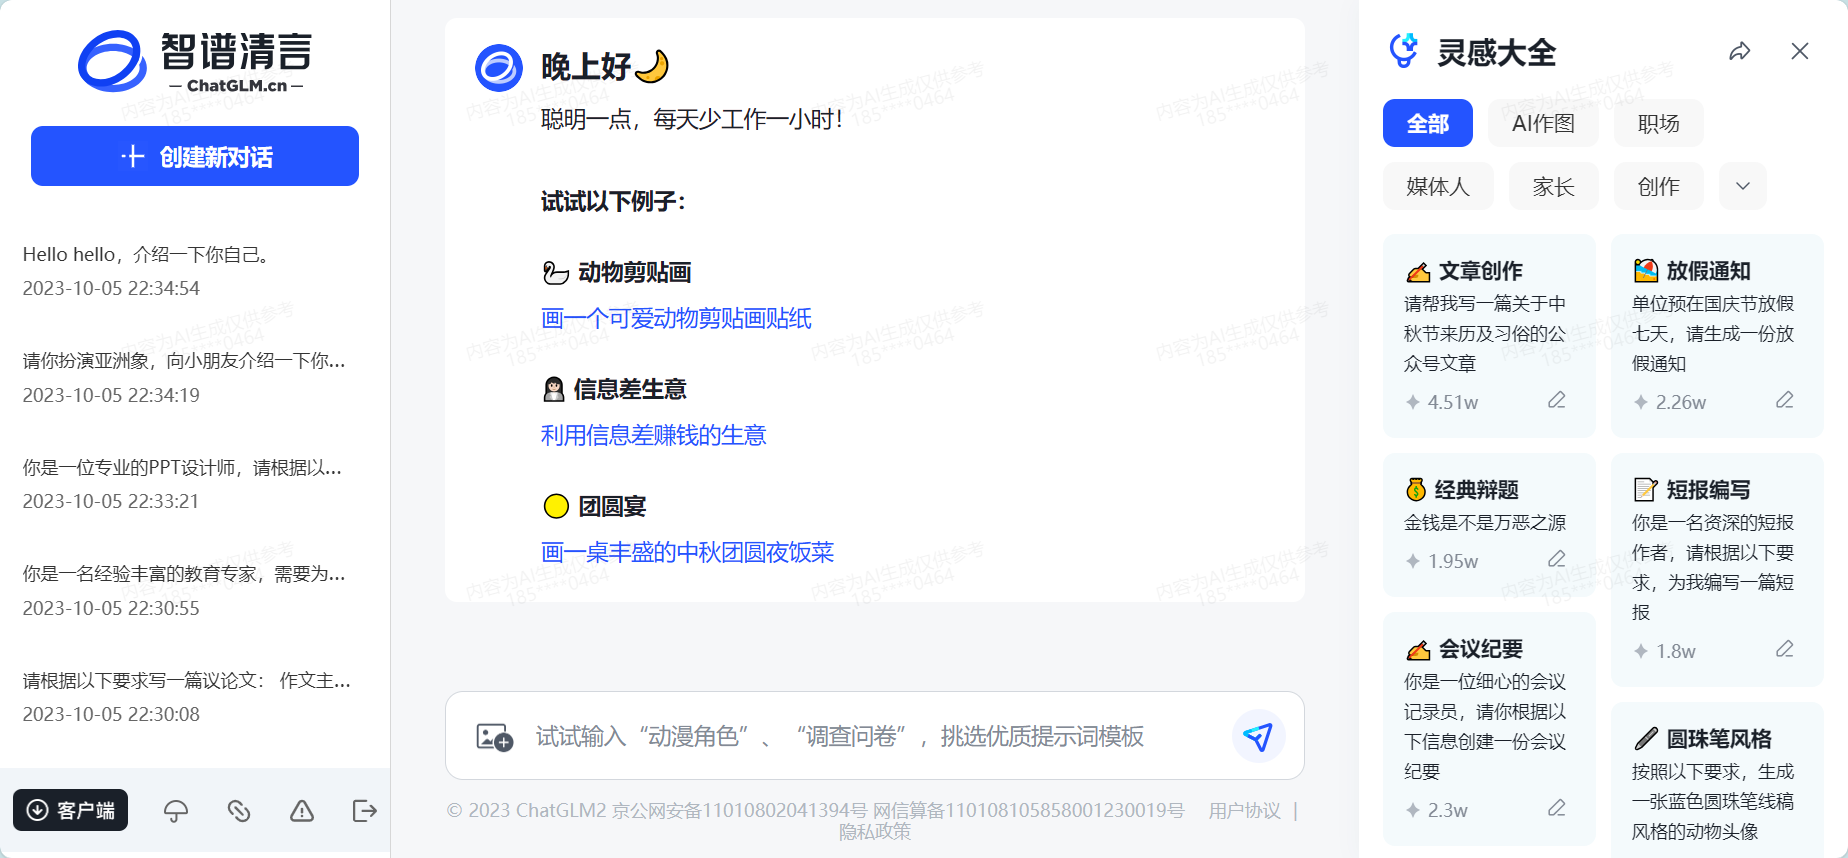 智谱清言
ChatGLM.cn
创建新对话
Hello hello，介绍一下你自己。
2023-10-05 22:34:54
请你扮演亚洲象，向小朋友介绍一下你...
2023-10-05 22:34:19
你是一位专业的PPT设计师，请根据以...
2023-10-05 22:33:21
你是一名经验丰富的教育专家，需要为...
2023-10-05 22:30:55
请根据以下要求写一篇议论文： 作文主...
2023-10-05 22:30:08
客户端
晚上好
聪明一点，每天少工作一小时！
试试以下例子：
动物剪贴画
画一个可爱动物剪贴画贴纸
信息差生意
利用信息差赚钱的生意
团圆宴
画一桌丰盛的中秋团圆夜饭菜
试试输入“动漫角色”、“调查问卷”，挑选优质提示词模板
© 2023 ChatGLM2 京公网安备11010802041394号 网信算备110108105858001230019号 用户协议 |
隐私政策
灵感大全
全部 AI作图 职场
媒体人 家长 创作
文章创作
请帮我写一篇关于中
秋节来历及习俗的公
众号文章
4.51w
放假通知
单位预在国庆节放假
七天，请生成一份放
假通知
2.26w
经典辩题
金钱是不是万恶之源
1.95w
短报编写
你是一名资深的短报
作者，请根据以下要
求，为我编写一篇短
报
1.8w
会议纪要
你是一位细心的会议
记录员，请你根据以
下信息创建一份会议
纪要
2.3w
圆珠笔风格
按照以下要求，生成
一张蓝色圆珠笔线稿
风格的动物头像
内容为AI生成仅供参考
185****0464